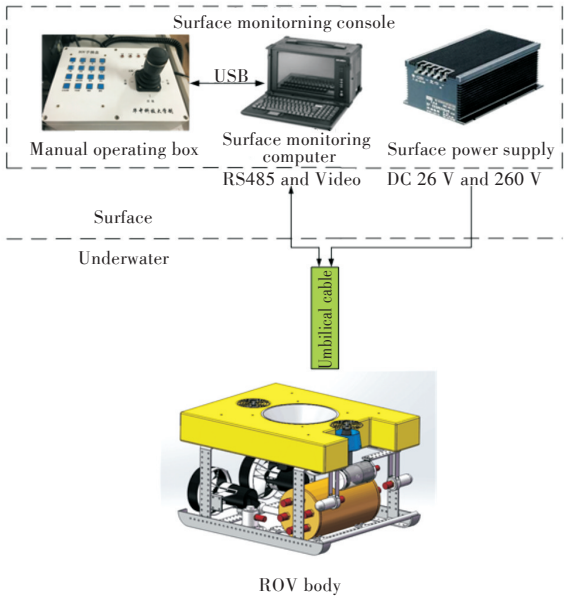 Surface monitorning console
USB
Manual operating box
Surface monitoring
computer
Surface power supply
RS485 and Video
DC 26 V and 260 V
Surface
Underwater
Umbilical cable
ROV body